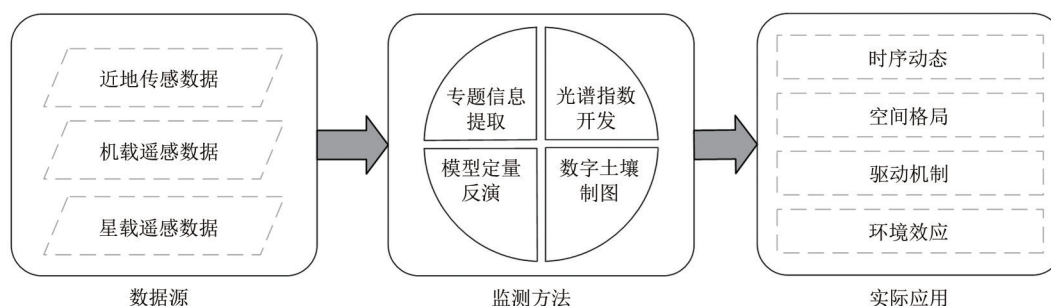 近地传感数据
机载遥感数据
星载遥感数据
数据源
专题信息
提取
光谱指数
开发
模型定量
反演
数字土壤
制图
监测方法
时序动态
空间格局
驱动机制
环境效应
实际应用